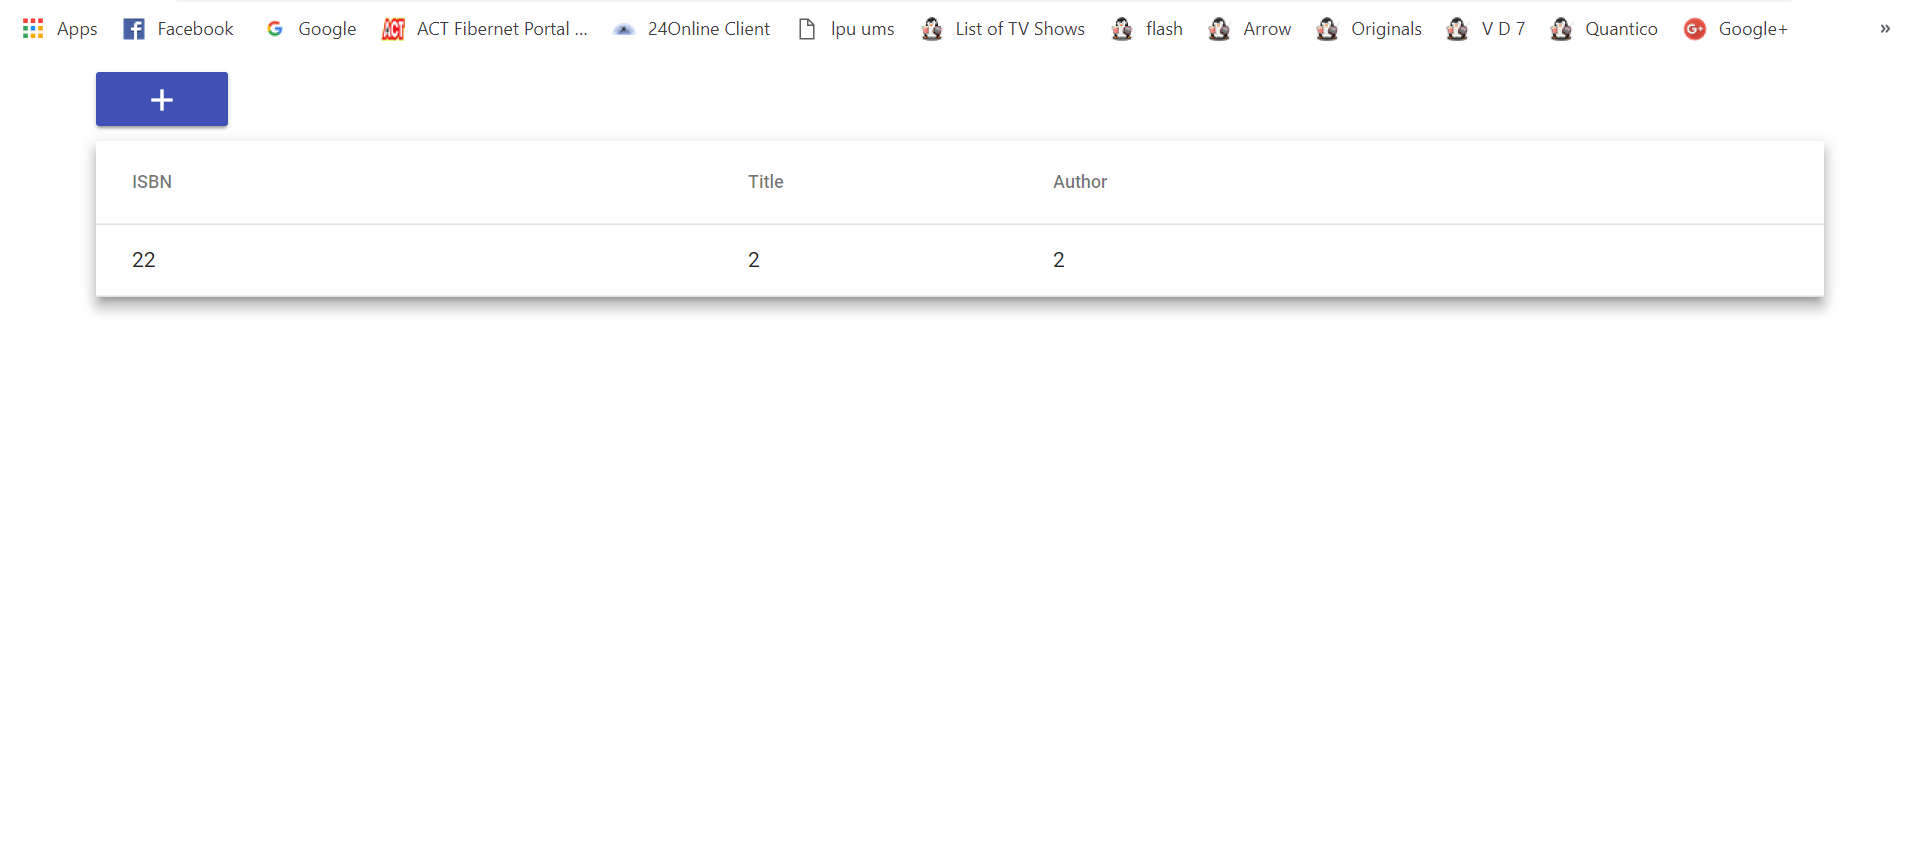 Apps Facebook Google ACT Fibernet Portal ... 24Online Client lpu ums List of TV Shows flash Arrow Originals V D 7 Quantico Google+ »
+
ISBN Title Author
22 2 2